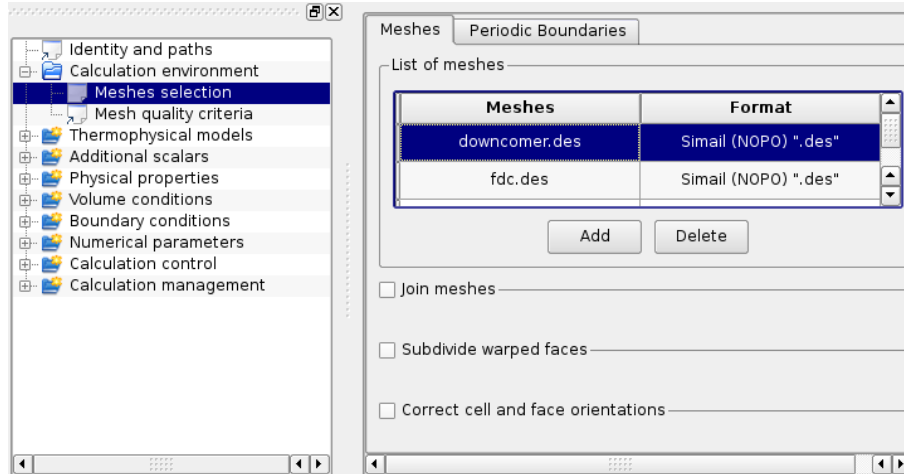 Identity and paths
Calculation environment
Meshes selection
Mesh quality criteria
Thermophysical models
Additional scalars
Physical properties
Volume conditions
Boundary conditions
Numerical parameters
Calculation control
Calculation management
Meshes Periodic Boundaries
List of meshes
Meshes Format
downcomer.des Simail (NOPO) ".des"
fdc.des Simail (NOPO) ".des"
Add Delete
Join meshes
Subdivide warped faces
Correct cell and face orientations